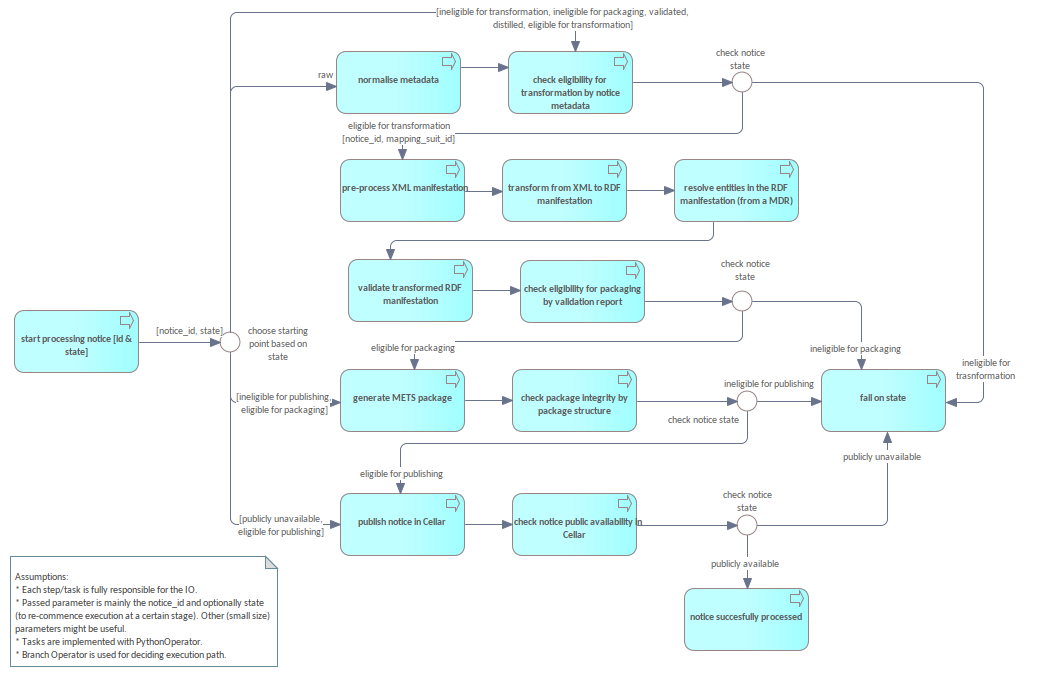 [ineligible for transformation, ineligible for packaging, validated,
distilled, eligible for transformation]
check notice
state
raw
normalise metadata
check eligibility for
transformation by notice
metadata
eligible for transformation
[notice_id, mapping_suit_id]
pre-process XML manifestation
transform from XML to RDF
manifestation
resolve entities in the RDF
manifestation (from a MDR)
validate transformed RDF
manifestation
check eligibility for packaging
by validation report
check notice
state
start processing notice [id &
state]
[notice_id, state]
choose starting
point based on
state
eligible for packaging
ineligible for packaging
ineligible for
trasnformation
[ineligible for publishing,
eligible for packaging]
generate METS package
check package integrity by
package structure
ineligible for publishing
check notice state
fall on state
eligible for publishing
publicly unavailable
[publicly unavailable,
eligible for publishing]
publish notice in Cellar
check notice public availability in
Cellar
check notice
state
publicly available
notice succesfully processed
Assumptions:
* Each step/task is fully responsible for the IO.
* Passed parameter is mainly the notice_id and optionally state
(to re-commence execution at a certain stage). Other (small size)
parameters might be useful.
* Tasks are implemented with PythonOperator.
* Branch Operator is used for deciding execution path.